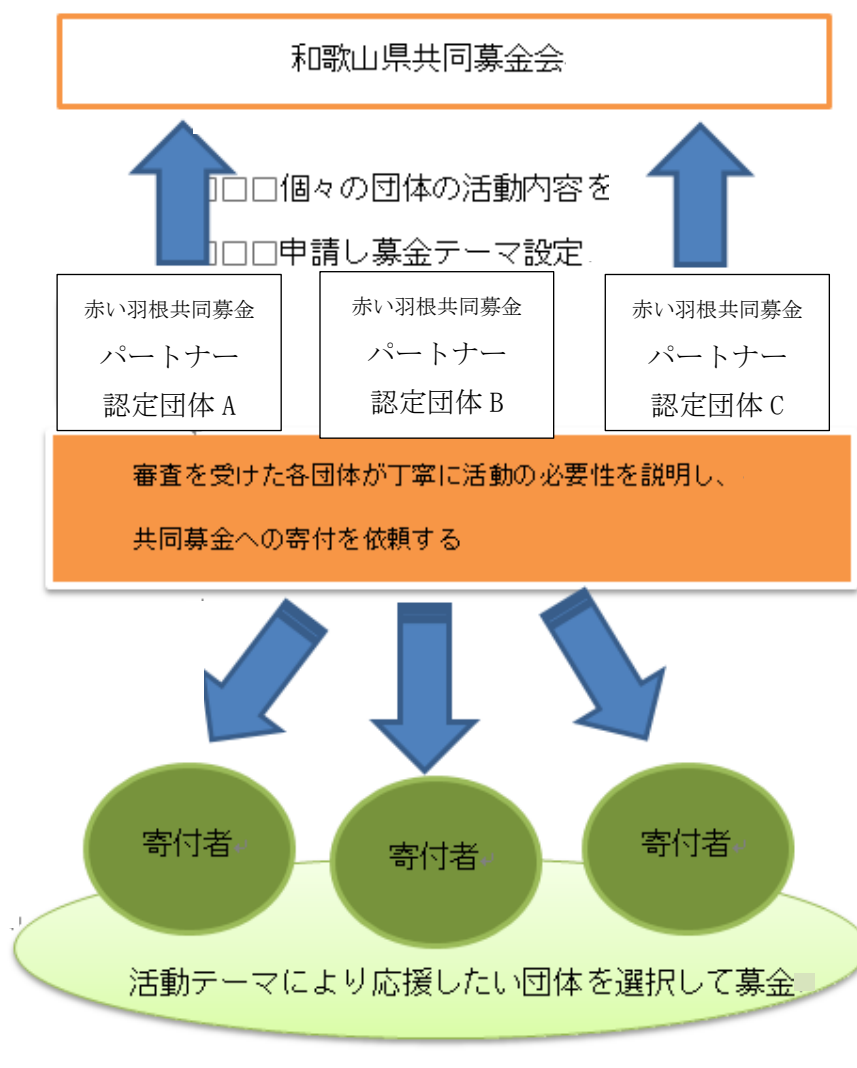 和歌山県共同募金会
□□□個々の団体の活動内容を
□□□申請し募金テーマ設定
赤い羽根共同募金
パートナー
認定団体 A
赤い羽根共同募金
パートナー
認定団体 B
赤い羽根共同募金
パートナー
認定団体 C
審査を受けた各団体が丁寧に活動の必要性を説明し、
共同募金への寄付を依頼する
寄付者
寄付者
寄付者
活動テーマにより応援したい団体を選択して募金